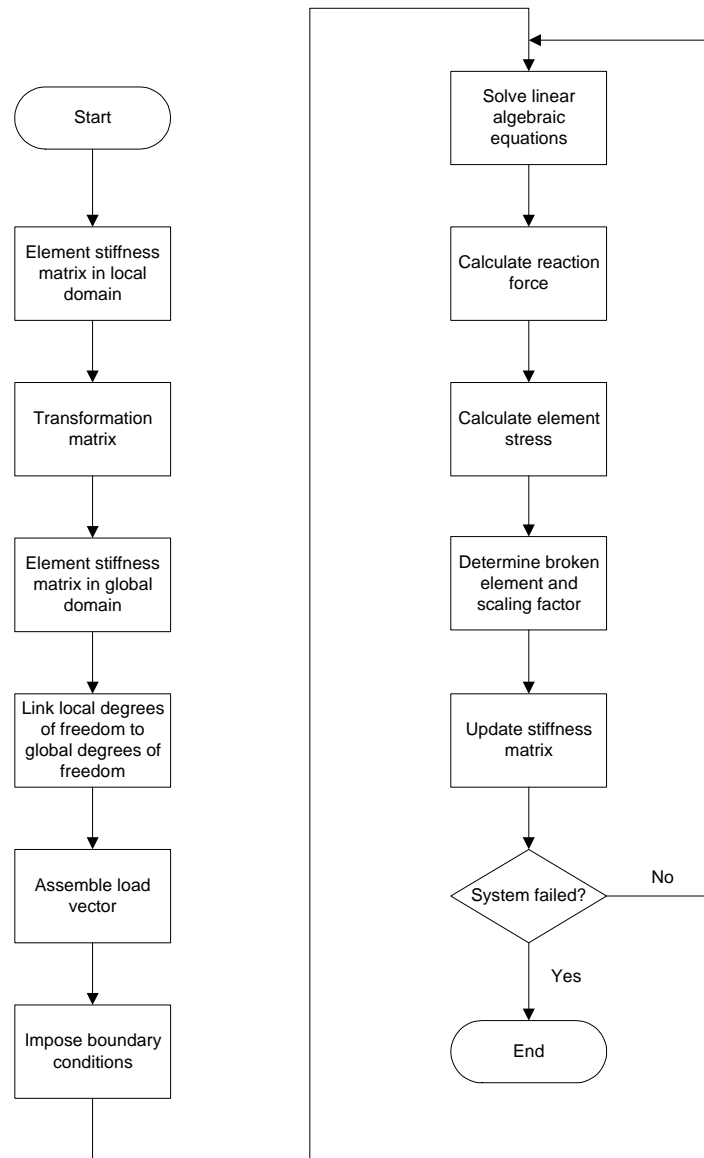 Start
Element stiffness
matrix in local
domain
Transformation
matrix
Element stiffness
matrix in global
domain
Link local degrees
of freedom to
global degrees of
freedom
Assemble load
vector
Impose boundary
conditions
Solve linear
algebraic
equations
Calculate reaction
force
Calculate element
stress
Determine broken
element and
scaling factor
Update stiffness
matrix
System failed?
No
Yes
End